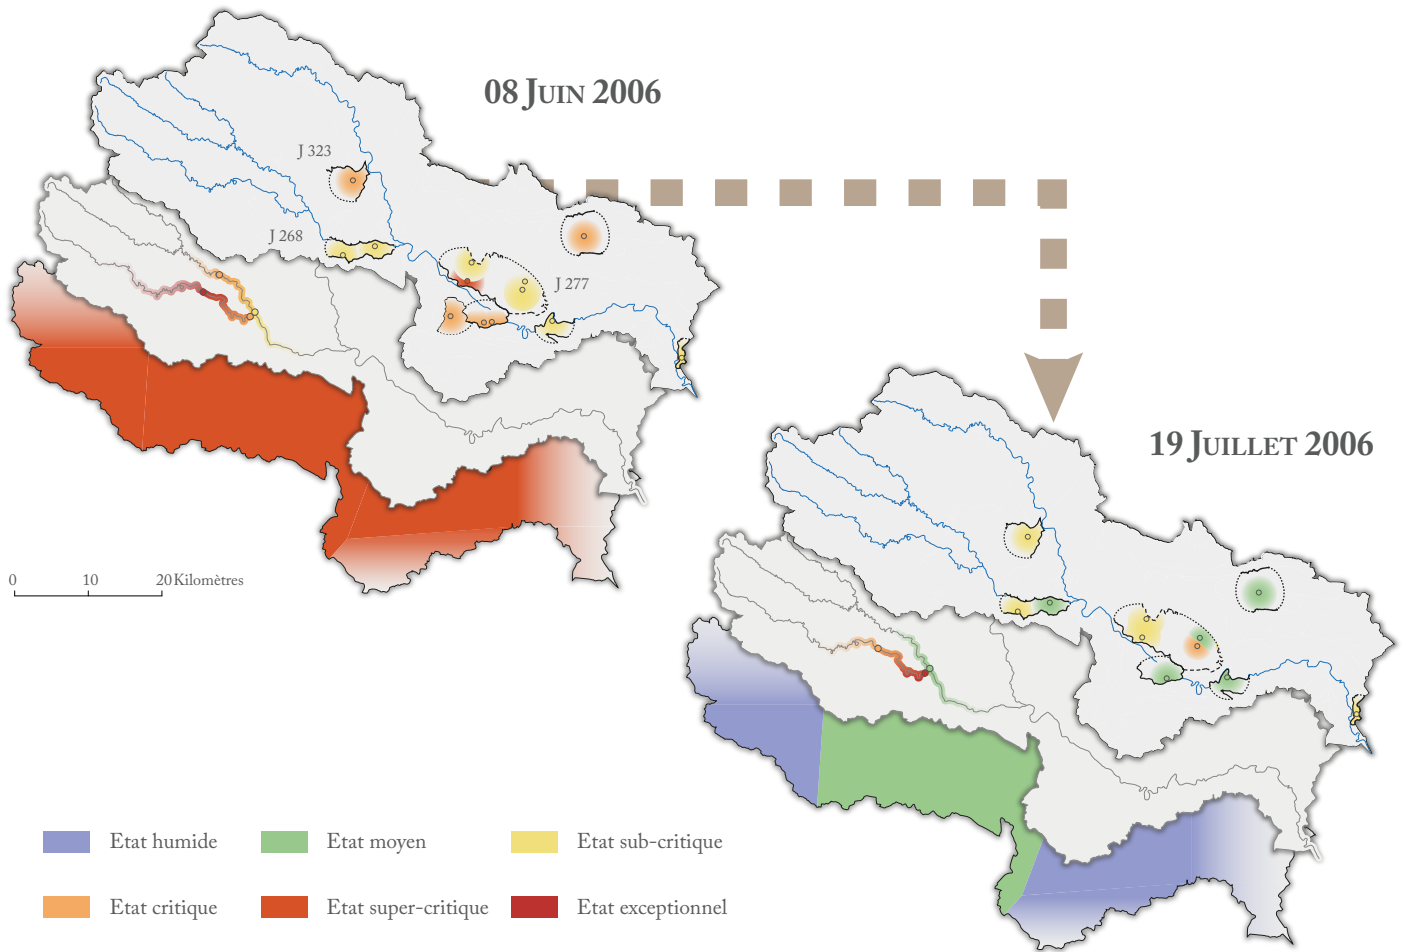 08 JUIN 2006
J 323
J 268
J 277
19 JUILLET 2006
0 10 20 Kilomètres
Etat humide Etat moyen Etat sub-critique
Etat critique Etat super-critique Etat exceptionnel